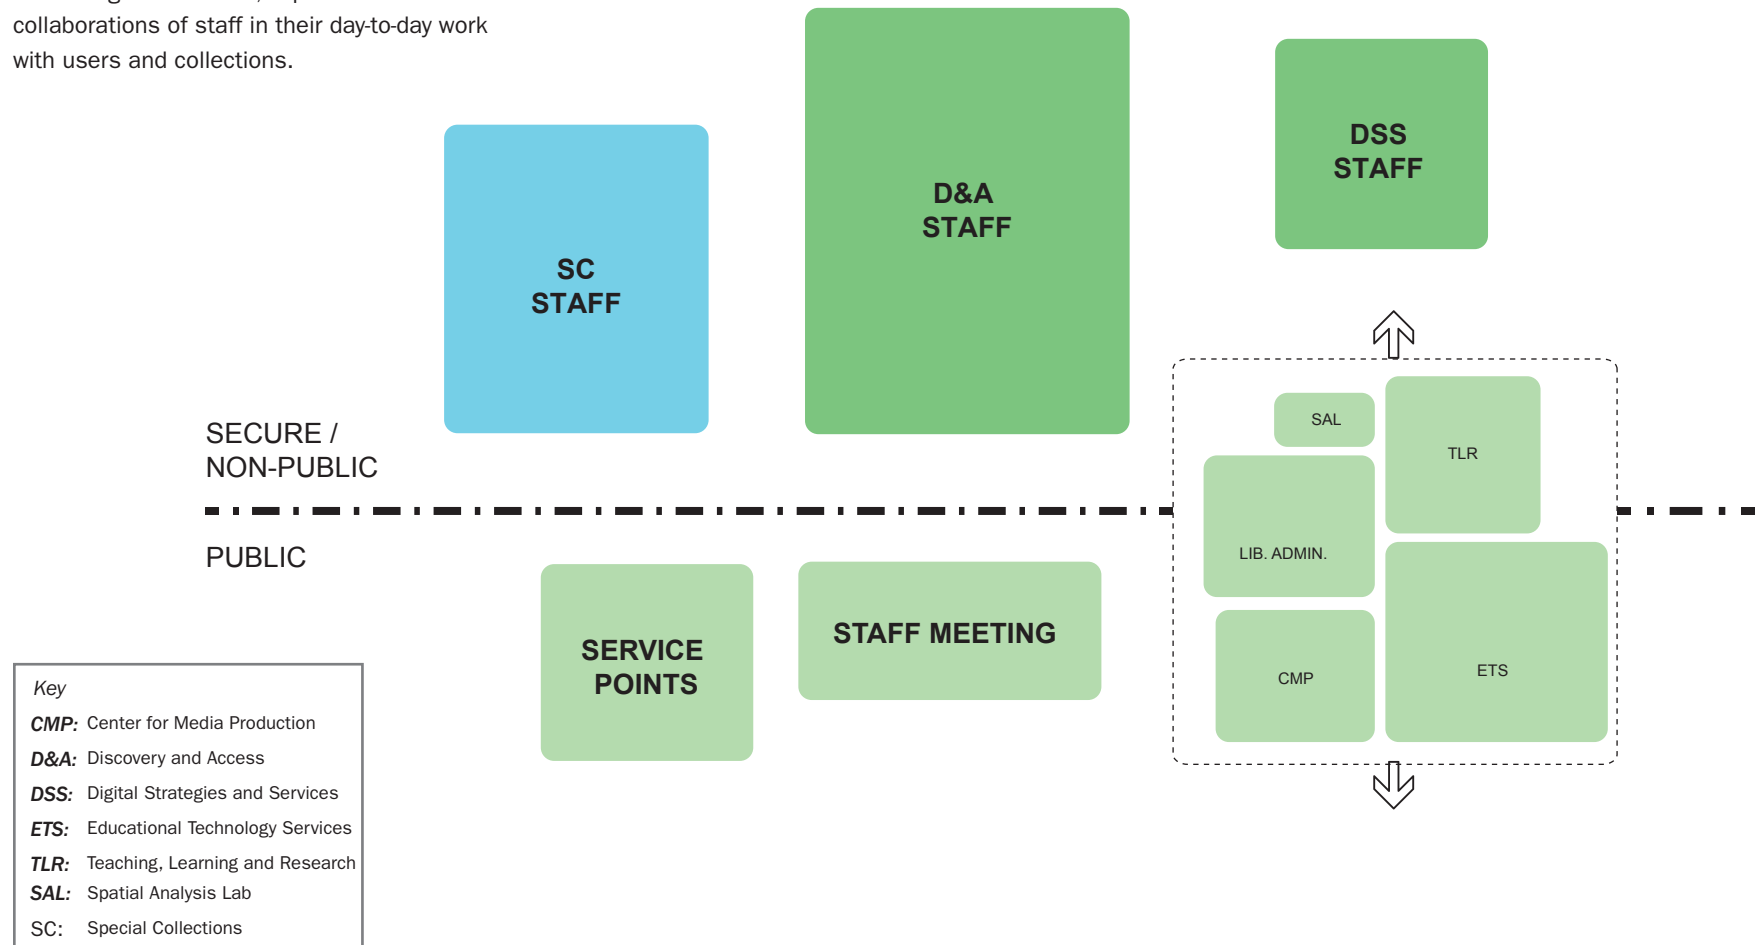 collaborations of staff in their day-to-day work
with users and collections.
DSS
STAFF
D&A
STAFF
SC
STAFF
SAL
TLR
SECURE /
NON-PUBLIC
PUBLIC
LIB. ADMIN.
SERVICE
POINTS
STAFF MEETING
CMP
ETS
Key
CMP: Center for Media Production
D&A: Discovery and Access
DSS: Digital Strategies and Services
ETS: Educational Technology Services
TLR: Teaching, Learning and Research
SAL: Spatial Analysis Lab
SC: Special Collections